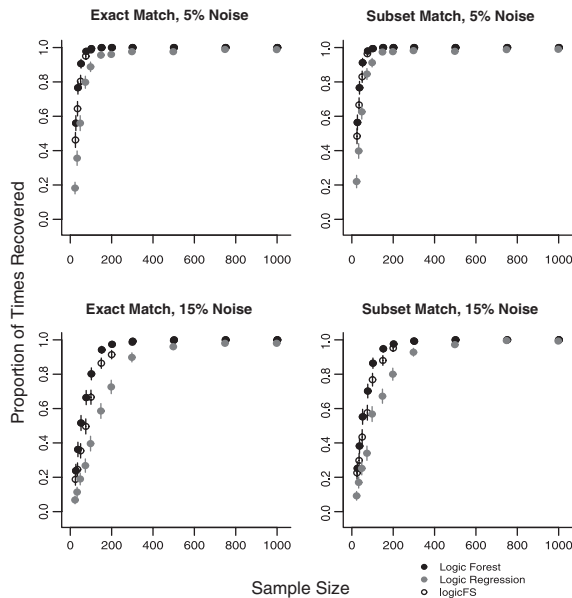 Exact Match, 5% Noise
Subset Match, 5% Noise
1.0
0.8
0.6
0.4
0.2
0.0
0 200 400 600 800 1000
1.0
0.8
0.6
0.4
0.2
0.0
0 200 400 600 800 1000
Proportion of Times Recovered
Exact Match, 15% Noise
Subset Match, 15% Noise
1.0
0.8
0.6
0.4
0.2
0.0
0 200 400 600 800 1000
1.0
0.8
0.6
0.4
0.2
0.0
0 200 400 600 800 1000
Sample Size
Logic Forest
Logic Regression
logicFS